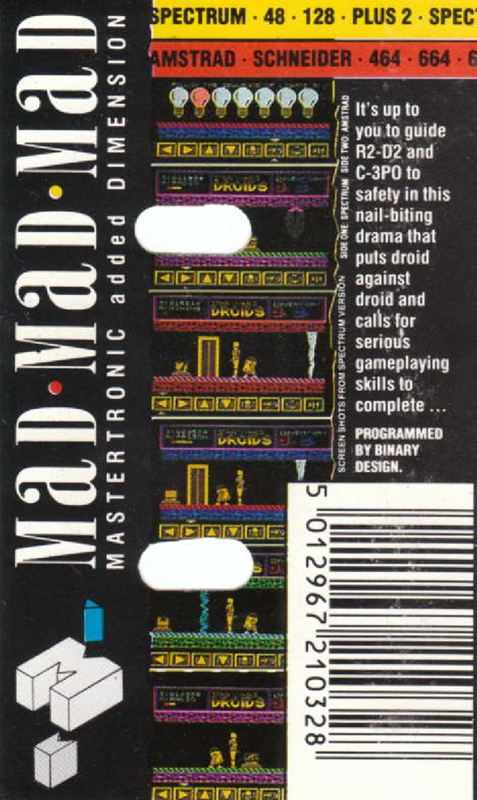 SPECTRUM · 48 · 128 · PLUS 2 · SPEC
AMSTRAD · SCHNEIDER · 464 · 664 · 6
MaD·MaD·MaD
MASTERTRONIC added DIMENSION
DROIDS
DROIDS
DROIDS
DROIDS
SIDE ONE: SPECTRUM SIDE TWO: AMSTRAD
SCREEN SHOTS FROM SPECTRUM VERSION
It's up to
you to guide
R2-D2 and
C-3PO to
safety in this
nail-biting
drama that
puts droid
against
droid and
calls for
serious
gameplaying
skills to
complete ...
PROGRAMMED
BY BINARY
DESIGN.
5 012967 210328